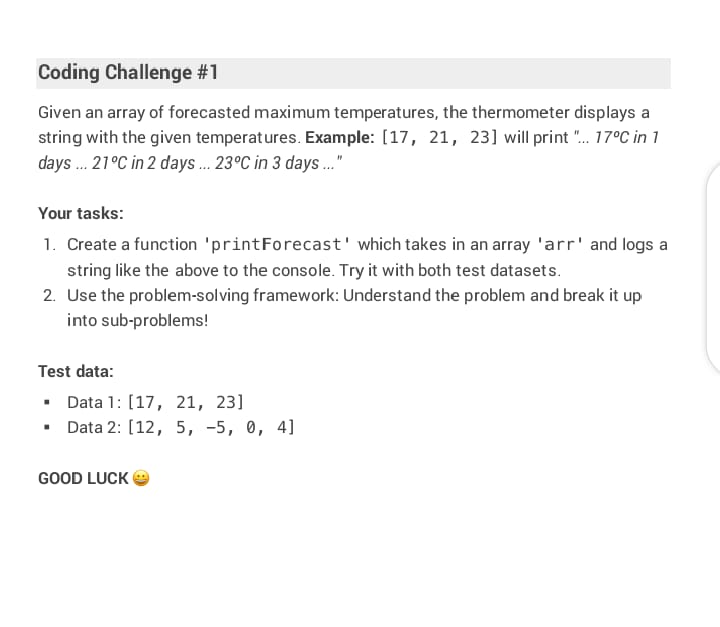 Coding Challenge #1
Given an array of forecasted maximum temperatures, the thermometer displays a
string with the given temperatures. Example: [17, 21, 23] will print "... 17ºC in 1
days ... 21ºC in 2 days ... 23ºC in 3 days ..."
Your tasks:
1. Create a function 'printForecast' which takes in an array 'arr' and logs a
string like the above to the console. Try it with both test datasets.
2. Use the problem-solving framework: Understand the problem and break it up
into sub-problems!
Test data:
▪ Data 1: [17, 21, 23]
▪ Data 2: [12, 5, -5, 0, 4]
GOOD LUCK 😀